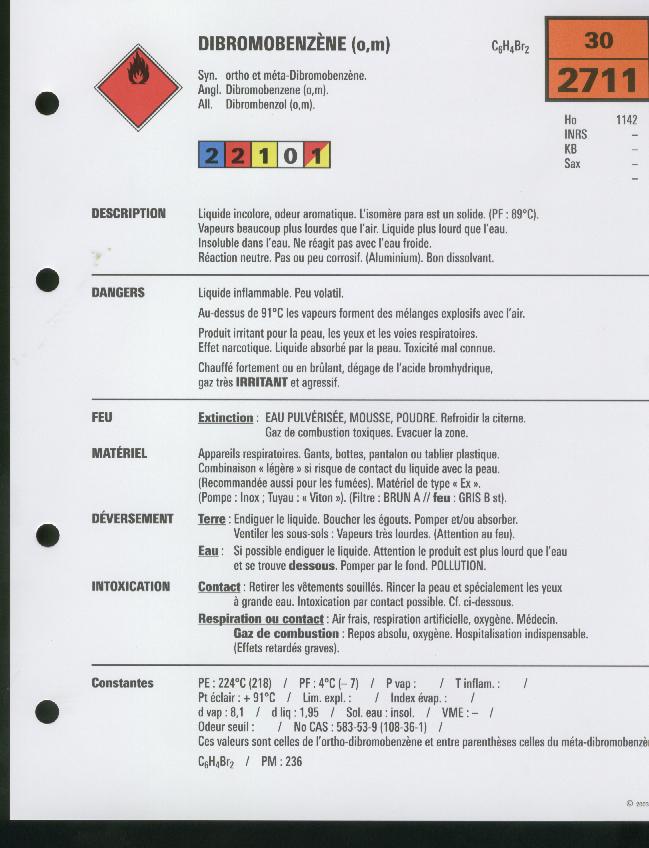 DIBROMOBENZÈNE (o,m)
C₆H₄Br₂
30
2711
Syn. ortho et méta-Dibromobenzène.
Angl. Dibromobenzene (o,m).
All. Dibrombenzol (o,m).
Ho 1142
INRS –
KB –
Sax –
–
2 2 1 0 1
DESCRIPTION Liquide incolore, odeur aromatique. L'isomère para est un solide. (PF : 89°C).
Vapeurs beaucoup plus lourdes que l'air. Liquide plus lourd que l'eau.
Insoluble dans l'eau. Ne réagit pas avec l'eau froide.
Réaction neutre. Pas ou peu corrosif. (Aluminium). Bon dissolvant.
DANGERS Liquide inflammable. Peu volatil.
Au-dessus de 91°C les vapeurs forment des mélanges explosifs avec l'air.
Produit irritant pour la peau, les yeux et les voies respiratoires.
Effet narcotique. Liquide absorbé par la peau. Toxicité mal connue.
Chauffé fortement ou en brûlant, dégage de l'acide bromhydrique,
gaz très IRRITANT et agressif.
FEU Extinction : EAU PULVÉRISÉE, MOUSSE, POUDRE. Refroidir la citerne.
Gaz de combustion toxiques. Evacuer la zone.
MATÉRIEL Appareils respiratoires. Gants, bottes, pantalon ou tablier plastique.
Combinaison « légère » si risque de contact du liquide avec la peau.
(Recommandée aussi pour les fumées). Matériel de type « Ex ».
(Pompe : Inox ; Tuyau : « Viton »). (Filtre : BRUN A // feu : GRIS B st).
DÉVERSEMENT Terre : Endiguer le liquide. Boucher les égouts. Pomper et/ou absorber.
Ventiler les sous-sols : Vapeurs très lourdes. (Attention au feu).
Eau : Si possible endiguer le liquide. Attention le produit est plus lourd que l'eau
et se trouve dessous. Pomper par le fond. POLLUTION.
INTOXICATION Contact : Retirer les vêtements souillés. Rincer la peau et spécialement les yeux
à grande eau. Intoxication par contact possible. Cf. ci-dessous.
Respiration ou contact : Air frais, respiration artificielle, oxygène. Médecin.
Gaz de combustion : Repos absolu, oxygène. Hospitalisation indispensable.
(Effets retardés graves).
Constantes PE : 224°C (218) / PF : 4°C (– 7) / P vap : / T inflam. : /
Pt éclair : + 91°C / Lim. expl. : / Index évap. : /
d vap : 8,1 / d liq : 1,95 / Sol. eau : insol. / VME : – /
Odeur seuil : / No CAS : 583-53-9 (108-36-1) /
Ces valeurs sont celles de l'ortho-dibromobenzène et entre parenthèses celles du méta-dibromobenzè
C₆H₄Br₂ / PM : 236